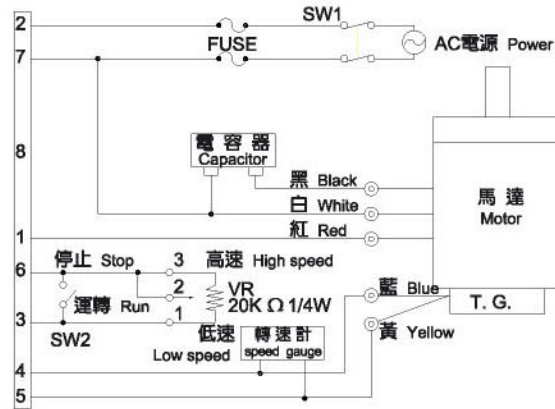 2
FUSE
SW1
AC電源 Power
7
8
電容器
Capacitor
黑 Black
白 White
紅 Red
馬達
Motor
1
6
停止 Stop
3
高速 High speed
2
VR
20K Ω 1/4W
運轉 Run
1
3
SW2
低速
Low speed
轉速計
speed gauge
藍 Blue
T. G.
黃 Yellow
4
5